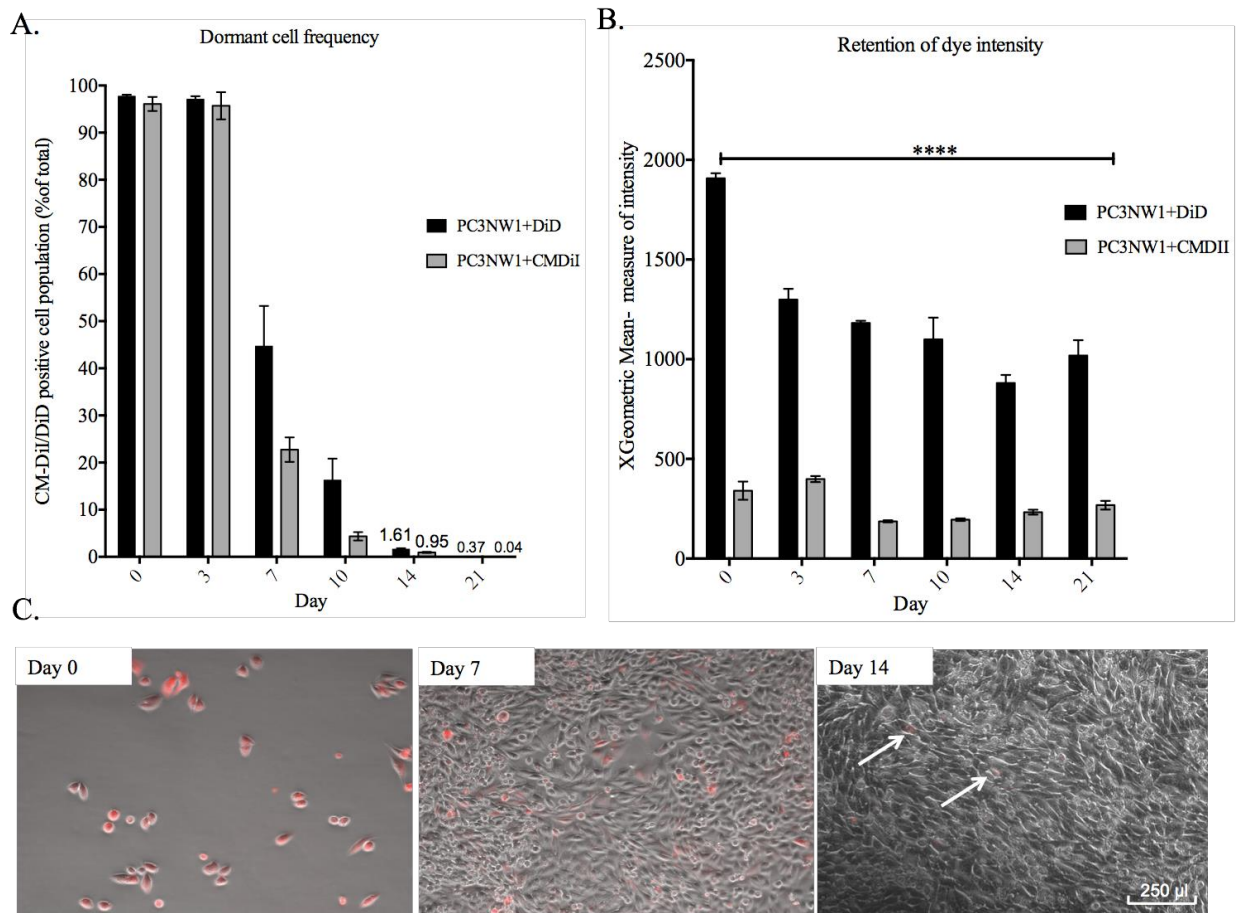 A.
Dormant cell frequency
CM-DiI/DiD positive cell population (%of total)
100
90
80
70
60
50
40
30
20
10
0
PC3NW1+DiD
PC3NW1+CMDiI
1.61 0.95 0.37 0.04
0 3 7 10 14 21
Day
B.
Retention of dye intensity
XGeometric Mean- measure of intensity
2500
2000
1500
1000
500
0
****
PC3NW1+DiD
PC3NW1+CMDII
0 3 7 10 14 21
Day
C.
Day 0
Day 7
Day 14
250 µl